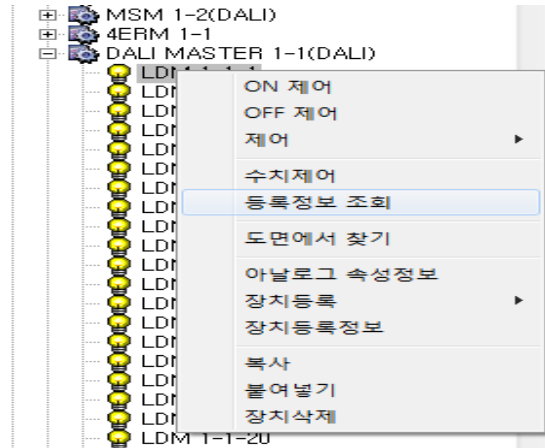 MSM 1-2(DALI)
4ERM 1-1
DALI MASTER 1-1(DALI)
LDM 1-1-1
ON 제어
OFF 제어
제어
수치제어
등록정보 조회
도면에서 찾기
아날로그 속성정보
장치등록
장치등록정보
복사
붙여넣기
장치삭제
LDM 1-1-20